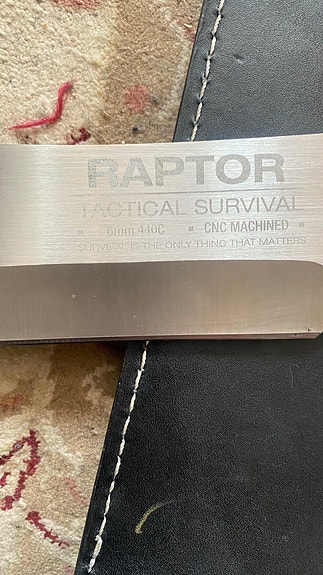 RAPTOR
TACTICAL SURVIVAL
▪ 6mm 440C ▪ CNC MACHINED ▪
SURVIVAL IS THE ONLY THING THAT MATTERS